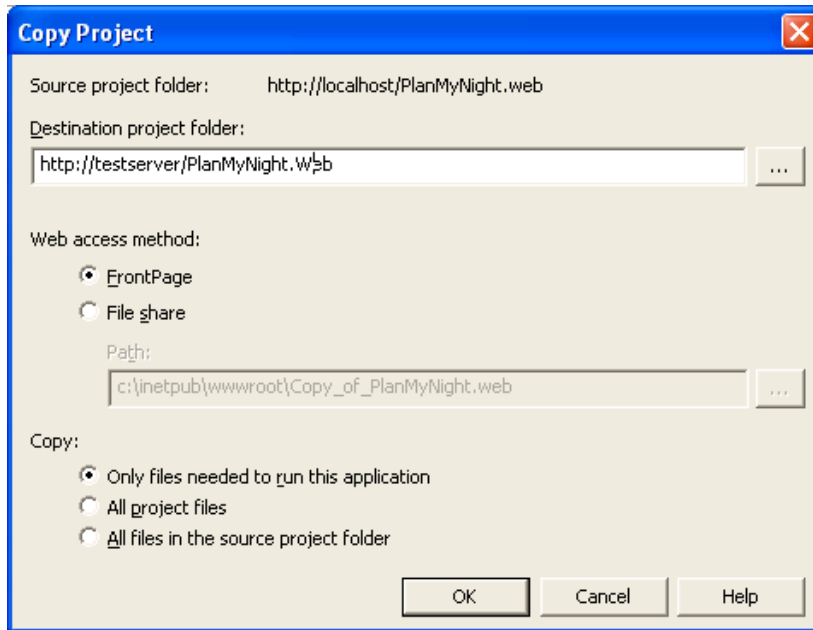 Copy Project
Source project folder: http://localhost/PlanMyNight.web
Destination project folder:
http://testserver/PlanMyNight.Web
...
Web access method:
FrontPage
File share
Path:
c:\inetpub\wwwroot\Copy_of_PlanMyNight.web
...
Copy:
Only files needed to run this application
All project files
All files in the source project folder
OK Cancel Help